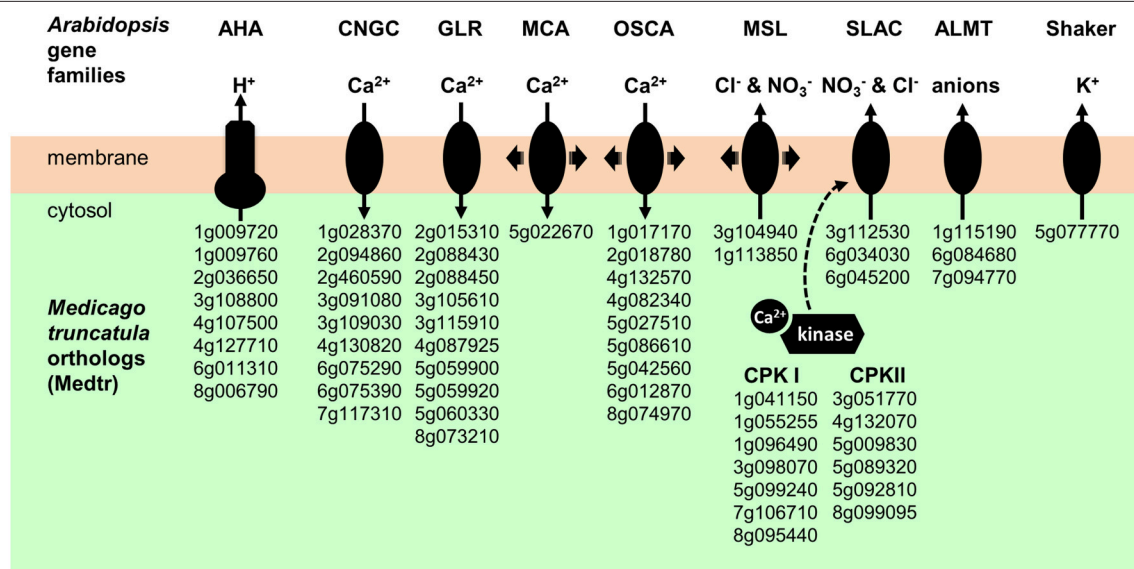 Arabidopsis gene families
AHA CNGC GLR MCA OSCA MSL SLAC ALMT Shaker
H⁺ Ca²⁺ Ca²⁺ Ca²⁺ Ca²⁺ Cl⁻ & NO₃⁻ NO₃⁻ & Cl⁻ anions K⁺
membrane
cytosol
1g009720 1g028370 2g015310 5g022670 1g017170 3g104940 3g112530 1g115190 5g077770
1g009760 2g094860 2g088430 2g018780 1g113850 6g034030 6g084680
2g036650 2g460590 2g088450 4g132570 6g045200 7g094770
3g108800 3g091080 3g105610 4g082340
4g107500 3g109030 3g115910 5g027510
4g127710 4g130820 4g087925 5g086610
6g011310 6g075290 5g059900 5g042560
8g006790 6g075390 5g059920 6g012870
7g117310 5g060330 8g074970
8g073210
Medicago
truncatula
orthologs
(Medtr)
Ca²⁺
kinase
CPK I CPKII
1g041150 3g051770
1g055255 4g132070
1g096490 5g009830
3g098070 5g089320
5g099240 5g092810
7g106710 8g099095
8g095440